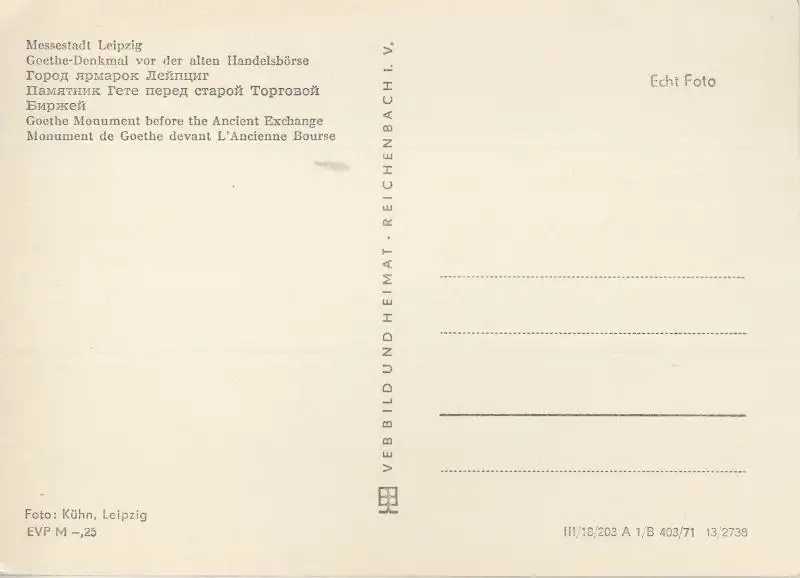 Messestadt Leipzig
Goethe-Denkmal vor der alten Handelsbörse
Город ярмарок Лейпциг
Памятник Гете перед старой Торговой
Биржей
Goethe Monument before the Ancient Exchange
Monument de Goethe devant L'Ancienne Bourse
VEB BILD UND HEIMAT · REICHENBACH I. V.
Echt Foto
Foto: Kühn, Leipzig
EVP M –,25
III/18/203 A 1/B 403/71 13/2738